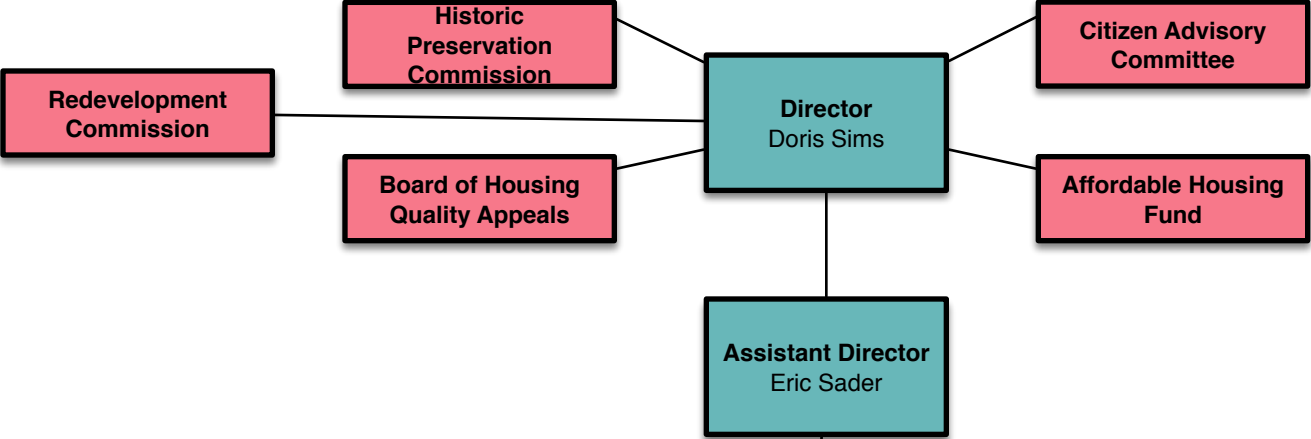 Historic
Preservation
Commission
Citizen Advisory
Committee
Redevelopment
Commission
Director
Doris Sims
Board of Housing
Quality Appeals
Affordable Housing
Fund
Assistant Director
Eric Sader